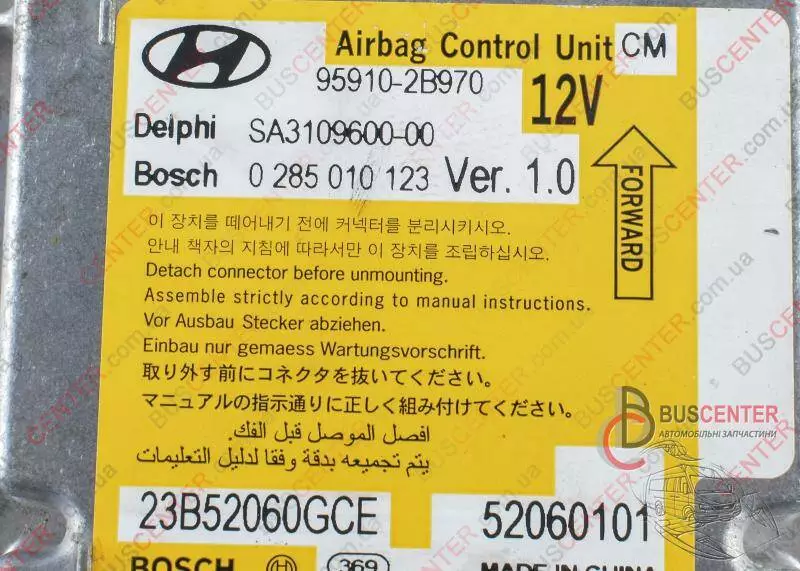 Airbag Control Unit CM
95910-2B970
12V
Delphi SA3109600-00
Bosch 0 285 010 123 Ver. 1.0
FORWARD
이 장치를 떼어내기 전에 커넥터를 분리시키시오.
안내 책자의 지침에 따라서만 이 장치를 조립하십시오.
Detach connector before unmounting.
Assemble strictly according to manual instructions.
Vor Ausbau Stecker abziehen.
Einbau nur gemaess Wartungsvorschrift.
取り外す前にコネクタを抜いてください。
マニュアルの指示通りに正しく組み付けてください。
افصل الموصل قبل الفك.
يتم تجميعه بدقة وفقا لدليل التعليمات
BUSCENTER
АВТОМОБІЛЬНІ ЗАПЧАСТИНИ
23B52060GCE 52060101
BOSCH 369 MADE IN CHINA